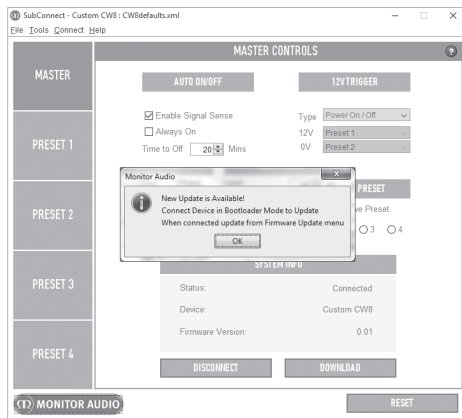 SubConnect - Custom CW8 : CW8defaults.xml
File Tools Connect Help
MASTER CONTROLS
?
MASTER
AUTO ON/OFF
12V TRIGGER
Enable Signal Sense
Type Power On / Off
Always On
12V Preset 1
Time to Off 20 Mins
0V Preset 2
PRESET 1
Monitor Audio
x
New Update is Available!
Connect Device in Bootloader Mode to Update
When connected update from Firmware Update menu
OK
PRESET
Preset
3 4
PRESET 2
SYSTEM INFO
Status: Connected
Device: Custom CW8
Firmware Version: 0.01
PRESET 3
PRESET 4
DISCONNECT
DOWNLOAD
MONITOR AUDIO
RESET